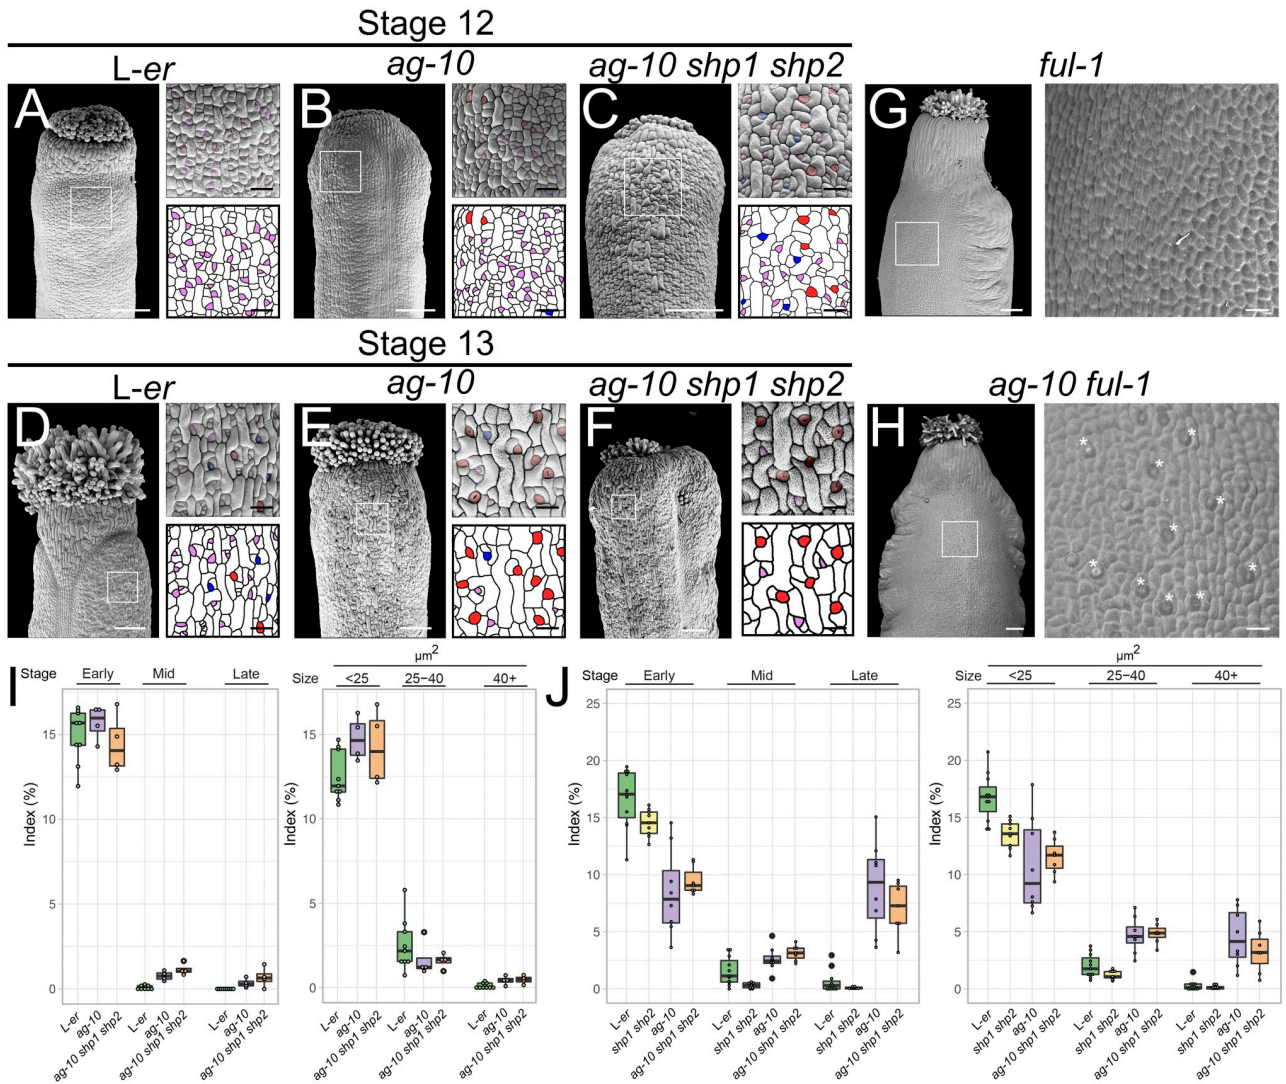 Stage 12
L-er
ag-10
ag-10 shp1 shp2
ful-1
A
B
C
G
Stage 13
L-er
ag-10
ag-10 shp1 shp2
ag-10 ful-1
D
E
F
H
* * * * * * * * * *
I
Stage Early Mid Late
Index (%)
15
10
5
0
L-er
ag-10
ag-10 shp1 shp2
L-er
ag-10
ag-10 shp1 shp2
L-er
ag-10
ag-10 shp1 shp2
µm2
Size <25 25−40 40+
Index (%)
15
10
5
0
L-er
ag-10
ag-10 shp1 shp2
L-er
ag-10
ag-10 shp1 shp2
L-er
ag-10
ag-10 shp1 shp2
J
Stage Early Mid Late
Index (%)
25
20
15
10
5
0
L-er
shp1 shp2
ag-10
ag-10 shp1 shp2
L-er
shp1 shp2
ag-10
ag-10 shp1 shp2
L-er
shp1 shp2
ag-10
ag-10 shp1 shp2
µm2
Size <25 25−40 40+
Index (%)
25
20
15
10
5
0
L-er
shp1 shp2
ag-10
ag-10 shp1 shp2
L-er
shp1 shp2
ag-10
ag-10 shp1 shp2
L-er
shp1 shp2
ag-10
ag-10 shp1 shp2